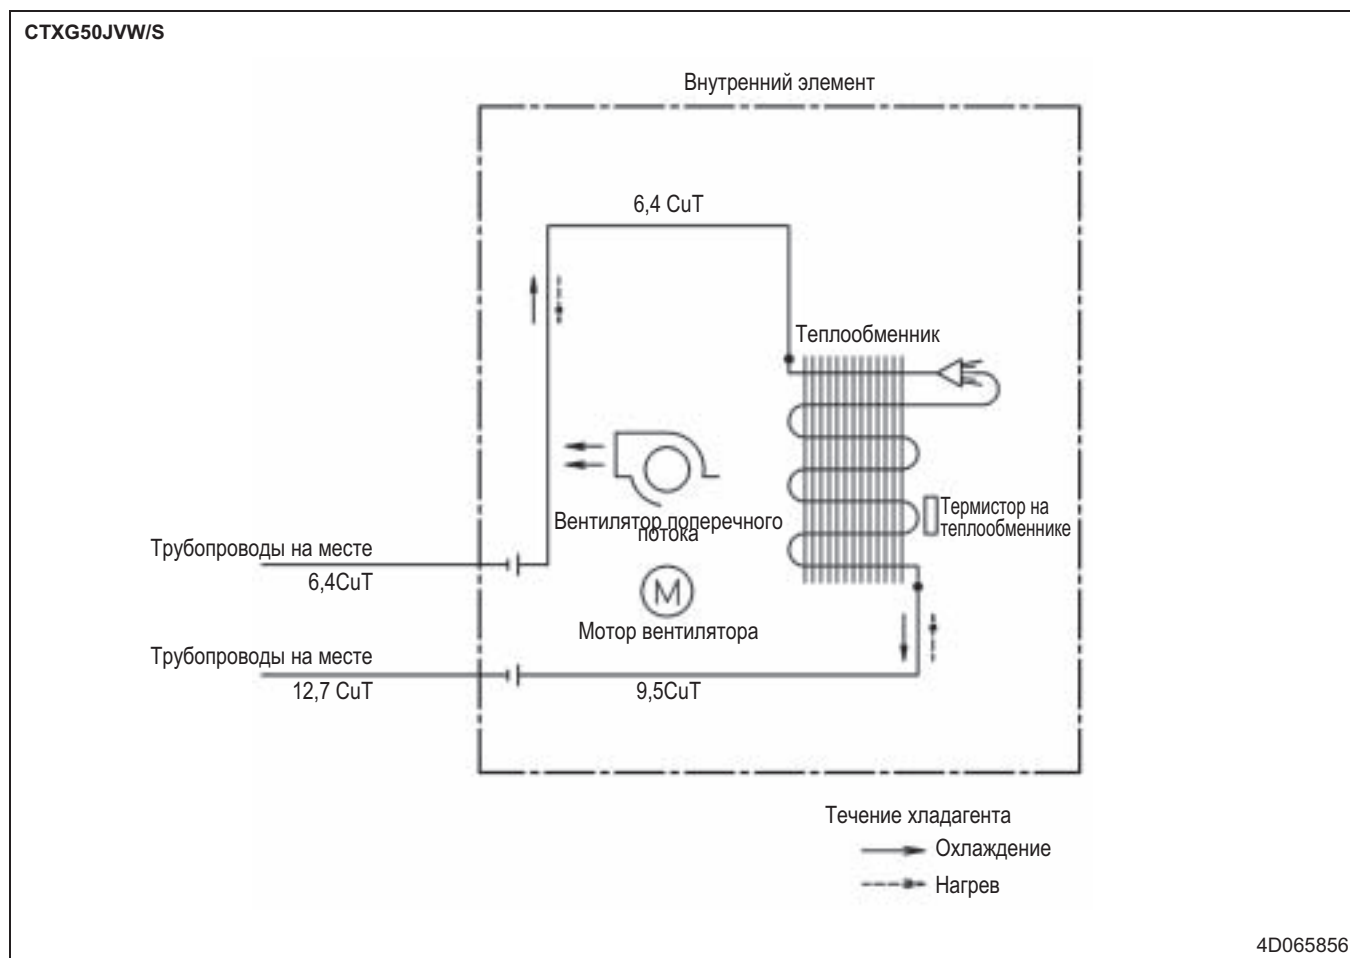 CTXG50JVW/S
Внутренний элемент
6,4 CuT
Теплообменник
Термистор на
теплообменнике
Вентилятор поперечного
потока
Трубопроводы на месте
6,4CuT
M
Мотор вентилятора
Трубопроводы на месте
12,7 CuT
9,5CuT
Течение хладагента
Охлаждение
Нагрев
4D065856